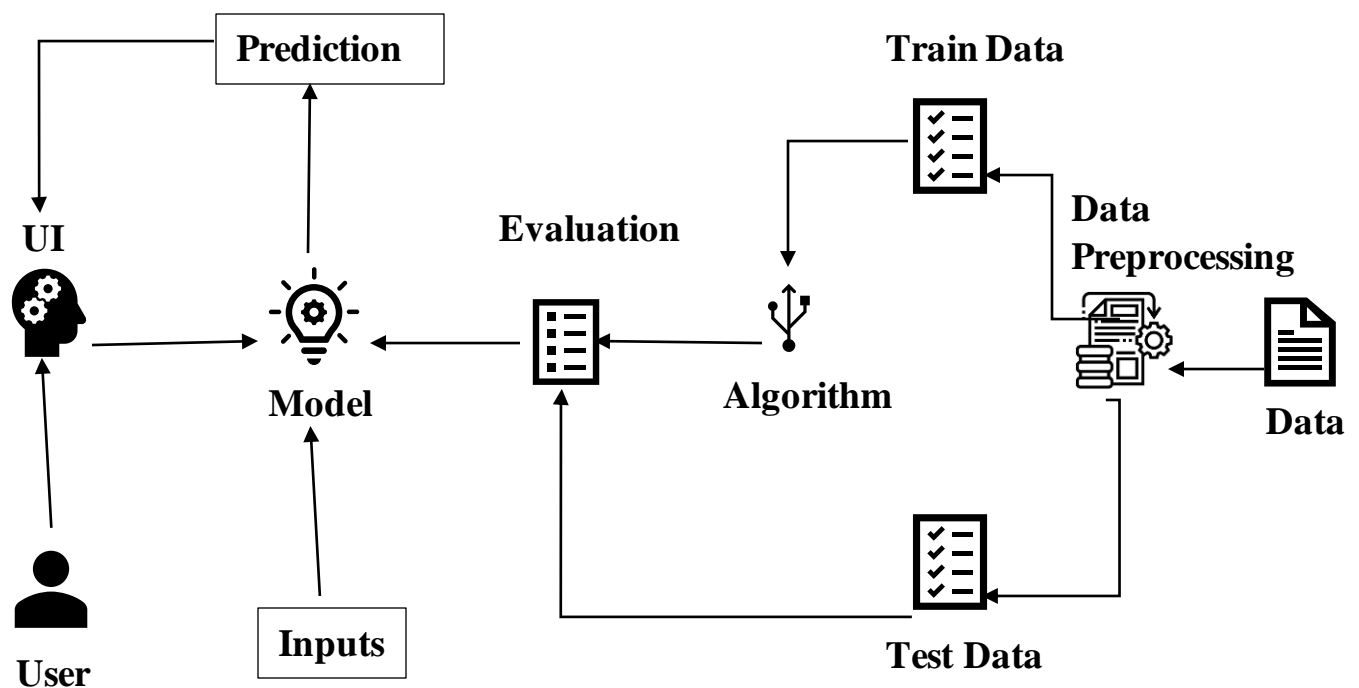 Prediction
Train Data
UI
Evaluation
Data
Preprocessing
Model
Algorithm
Data
Inputs
Test Data
User